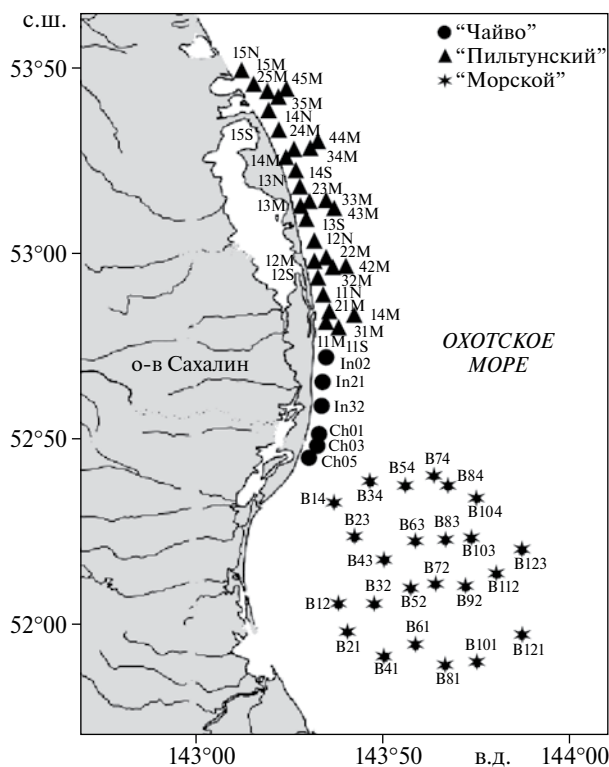 с.ш.
“Чайво”
“Пильтунский”
“Морской”
53°50
15N
15M
25M
45M
35M
14N
24M
15S
44M
34M
14M
14S
13N
23M
33M
43M
13M
13S
12N
53°00
22M
12M
42M
12S
32M
11N
21M
14M
31M
11M
11S
ОХОТСКОЕ
МОРЕ
о-в Сахалин
In02
In21
In32
52°50
Ch01
Ch03
Ch05
B74
B54
B84
B34
B14
B104
B23
B63
B83
B103
B123
B43
B72
B112
B32
B12
B52
B92
52°00
B61
B21
B101
B121
B41
B81
143°00
143°50
в.д.
144°00